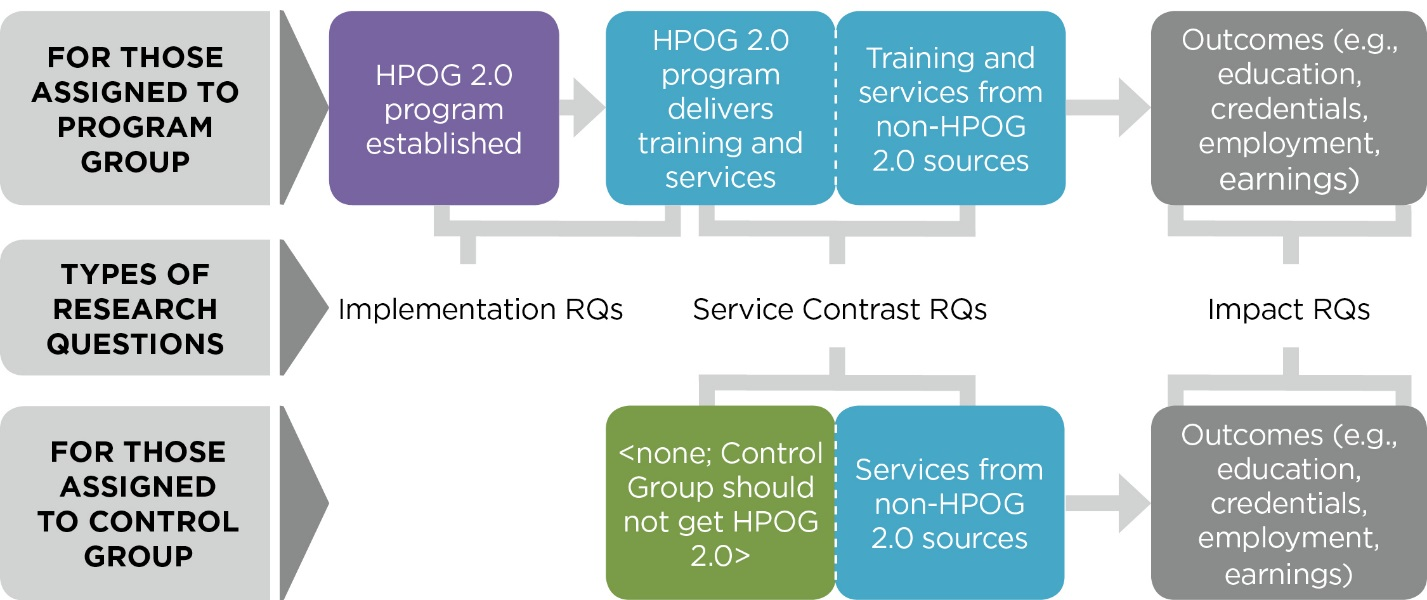 FOR THOSE
ASSIGNED TO
PROGRAM
GROUP
HPOG 2.0
program
established
HPOG 2.0
program
delivers
training and
services
Training and
services from
non-HPOG
2.0 sources
Outcomes (e.g.,
education,
credentials,
employment,
earnings)
TYPES OF
RESEARCH
QUESTIONS
Implementation RQs
Service Contrast RQs
Impact RQs
FOR THOSE
ASSIGNED
TO CONTROL
GROUP
<none; Control
Group should
not get HPOG
2.0>
Services from
non-HPOG
2.0 sources
Outcomes (e.g.,
education,
credentials,
employment,
earnings)